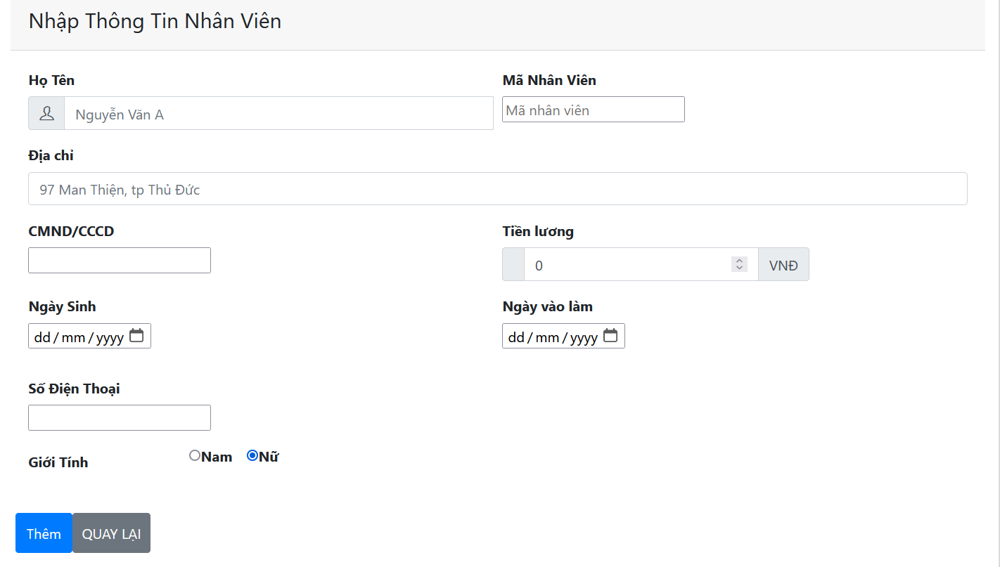 Nhập Thông Tin Nhân Viên
Họ Tên
Mã Nhân Viên
Nguyễn Văn A
Mã nhân viên
Địa chỉ
97 Man Thiện, tp Thủ Đức
CMND/CCCD
Tiền lương
0
VNĐ
Ngày Sinh
Ngày vào làm
dd/mm/yyyy
dd/mm/yyyy
Số Điện Thoại
Giới Tính
Nam
Nữ
Thêm
QUAY LẠI